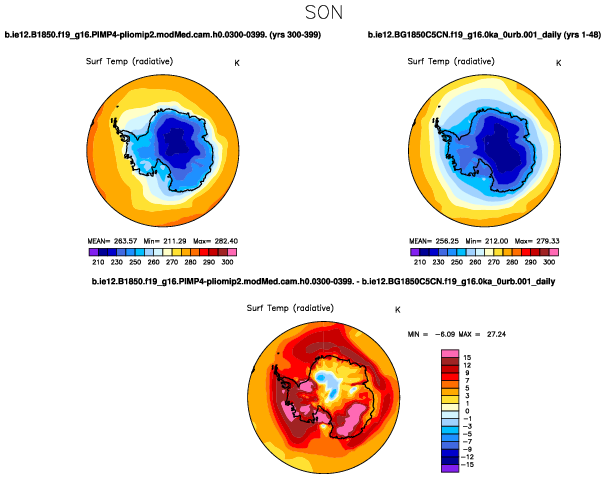 SON
b.ie12.B1850.f19_g16.PIMP4-pliomip2.modMed.cam.h0.0300-0399. (yrs 300-399)
b.ie12.BG1850C5CN.f19_g16.0ka_0urb.001_daily (yrs 1-48)
Surf Temp (radiative) K
Surf Temp (radiative) K
MEAN= 263.57 Min= 211.29 Max= 282.40
MEAN= 256.25 Min= 212.00 Max= 279.33
210 230 250 260 270 280 290 300
210 230 250 260 270 280 290 300
b.ie12.B1850.f19_g16.PIMP4-pliomip2.modMed.cam.h0.0300-0399. - b.ie12.BG1850C5CN.f19_g16.0ka_0urb.001_daily
Surf Temp (radiative) K
MIN = -6.09 MAX = 27.24
15
12
9
7
5
3
1
0
-1
-3
-5
-7
-9
-12
-15